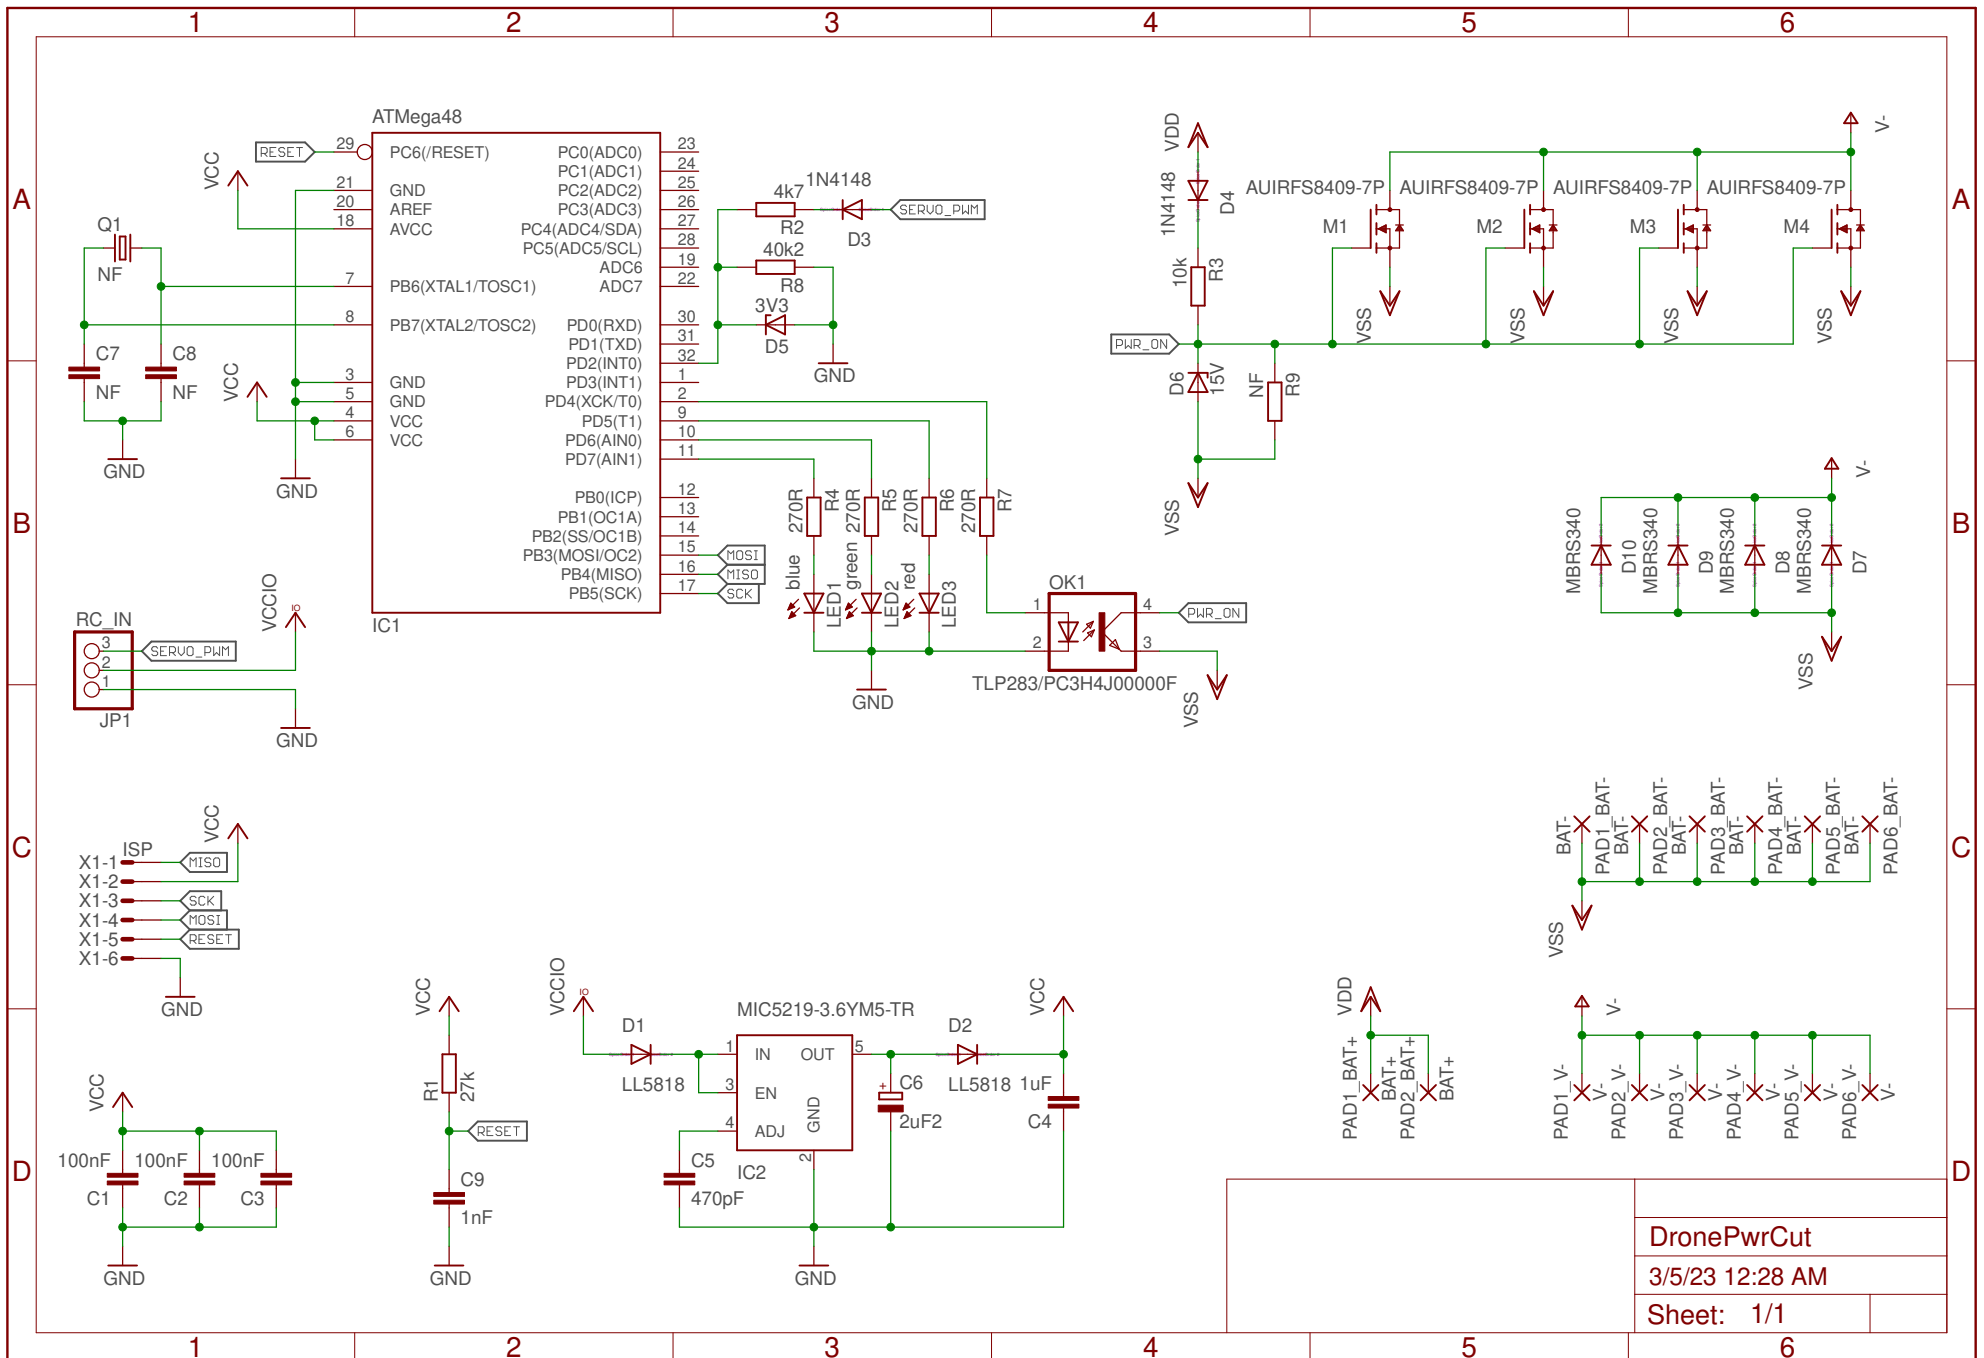 1 2 3 4 5 6
A
B
C
D
A
B
C
D
1 2 3 4 5 6
ATMega48
IC1
RESET
29 PC6(/RESET)
21 GND
20 AREF
18 AVCC
7 PB6(XTAL1/TOSC1)
8 PB7(XTAL2/TOSC2)
3 GND
5 GND
4 VCC
6 VCC
PC0(ADC0) 23
PC1(ADC1) 24
PC2(ADC2) 25
PC3(ADC3) 26
PC4(ADC4/SDA) 27
PC5(ADC5/SCL) 28
ADC6 19
ADC7 22
PD0(RXD) 30
PD1(TXD) 31
PD2(INT0) 32
PD3(INT1) 1
PD4(XCK/T0) 2
PD5(T1) 9
PD6(AIN0) 10
PD7(AIN1) 11
PB0(ICP) 12
PB1(OC1A) 13
PB2(SS/OC1B) 14
PB3(MOSI/OC2) 15 MOSI
PB4(MISO) 16 MISO
PB5(SCK) 17 SCK
VCC
Q1
NF
C7
NF
C8
NF
GND
VCC
GND
4k7
R2
1N4148
D3
SERVO_PWM
40k2
R8
3V3
D5
GND
270R
R4
270R
R5
270R
R6
270R
R7
blue
LED1
green
LED2
red
LED3
GND
OK1
1
2
4
3
PWR_ON
TLP283/PC3H4J00000F
VSS
VDD
1N4148
D4
10k
R3
PWR_ON
D6
15V
NF
R9
VSS
AUIRFS8409-7P
M1
VSS
AUIRFS8409-7P
M2
VSS
AUIRFS8409-7P
M3
VSS
AUIRFS8409-7P
M4
VSS
V-
V-
MBRS340
D10
MBRS340
D9
MBRS340
D8
MBRS340
D7
VSS
RC_IN
3
2
1
JP1
SERVO_PWM
VCCIO
IO
GND
ISP
VCC
X1-1 MISO
X1-2
X1-3 SCK
X1-4 MOSI
X1-5 RESET
X1-6
GND
VCC
100nF
C1
100nF
C2
100nF
C3
GND
VCC
R1
27k
RESET
C9
1nF
GND
VCCIO
IO
D1
LL5818
MIC5219-3.6YM5-TR
1 IN
3 EN
4 ADJ
OUT 5
GND
2
IC2
C5
470pF
C6
+
2uF2
D2
LL5818
VCC
1uF
C4
GND
BAT-
PAD1_BAT-
BAT-
PAD2_BAT-
BAT-
PAD3_BAT-
BAT-
PAD4_BAT-
BAT-
PAD5_BAT-
BAT-
PAD6_BAT-
VSS
VDD
PAD1_BAT+
BAT+
PAD2_BAT+
BAT+
V-
PAD1_V-
V-
PAD2_V-
V-
PAD3_V-
V-
PAD4_V-
V-
PAD5_V-
V-
PAD6_V-
V-
DronePwrCut
3/5/23 12:28 AM
Sheet: 1/1